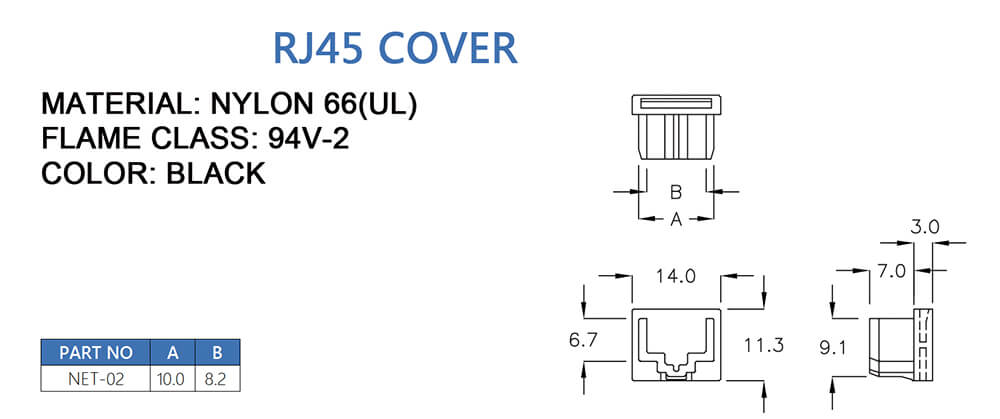 RJ45 COVER
MATERIAL: NYLON 66(UL)
FLAME CLASS: 94V-2
COLOR: BLACK
B
A
3.0
14.0
7.0
6.7
11.3
9.1
PART NO A B
NET-02 10.0 8.2